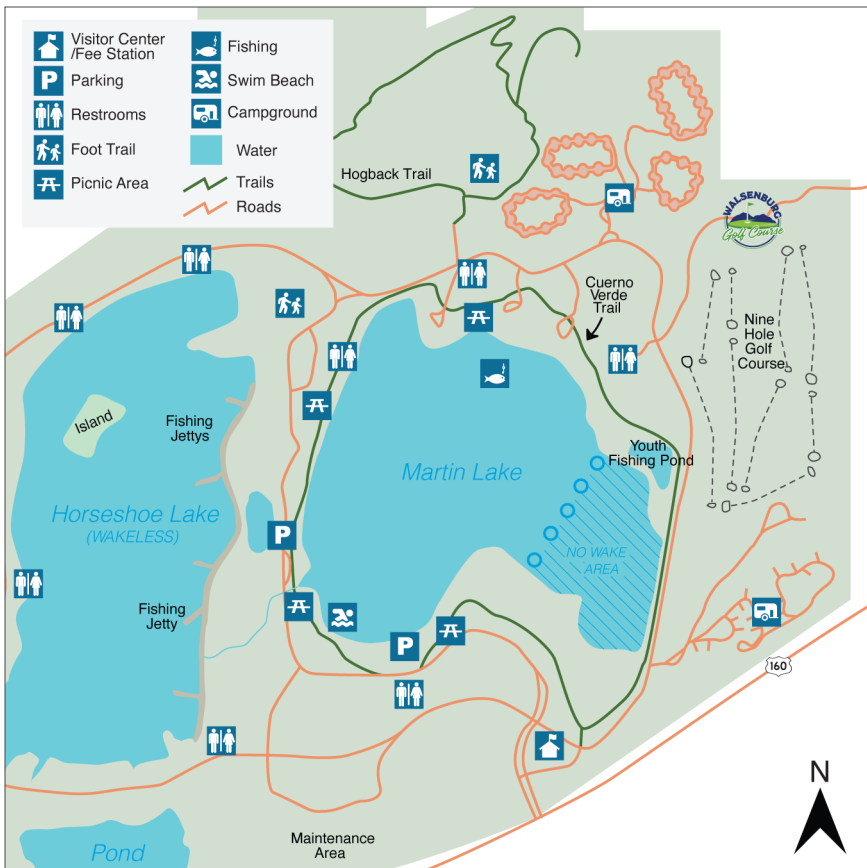 Visitor Center
/Fee Station
Parking
Restrooms
Foot Trail
Picnic Area
Fishing
Swim Beach
Campground
Water
Trails
Roads
Hogback Trail
WALSENBURG
Golf Course
Cuerno
Verde
Trail
Nine
Hole
Golf
Course
Island
Fishing
Jettys
Youth
Fishing Pond
Martin Lake
Horseshoe Lake
(WAKELESS)
P
NO WAKE
AREA
Fishing
Jetty
P
160
N
Maintenance
Area
Pond